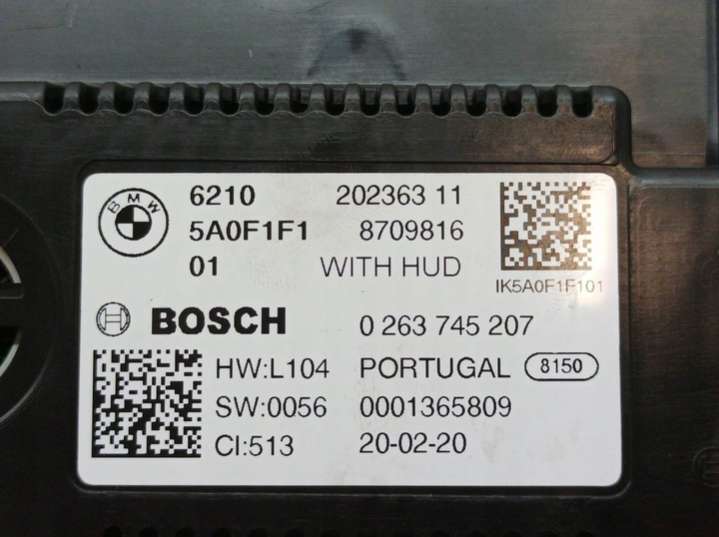 BMW
6210 202363 11
5A0F1F1 8709816
01 WITH HUD
IK5A0F1F101
BOSCH 0 263 745 207
HW:L104 PORTUGAL 8150
SW:0056 0001365809
CI:513 20-02-20